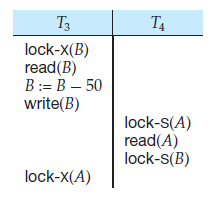 T₃ T₄
lock-X(B)
read(B)
B := B − 50
write(B)
lock-S(A)
read(A)
lock-S(B)
lock-X(A)